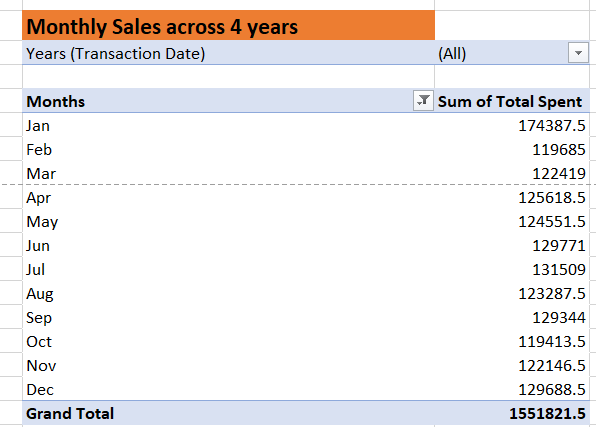 Monthly Sales across 4 years
Years (Transaction Date) (All)
Months Sum of Total Spent
Jan 174387.5
Feb 119685
Mar 122419
Apr 125618.5
May 124551.5
Jun 129771
Jul 131509
Aug 123287.5
Sep 129344
Oct 119413.5
Nov 122146.5
Dec 129688.5
Grand Total 1551821.5